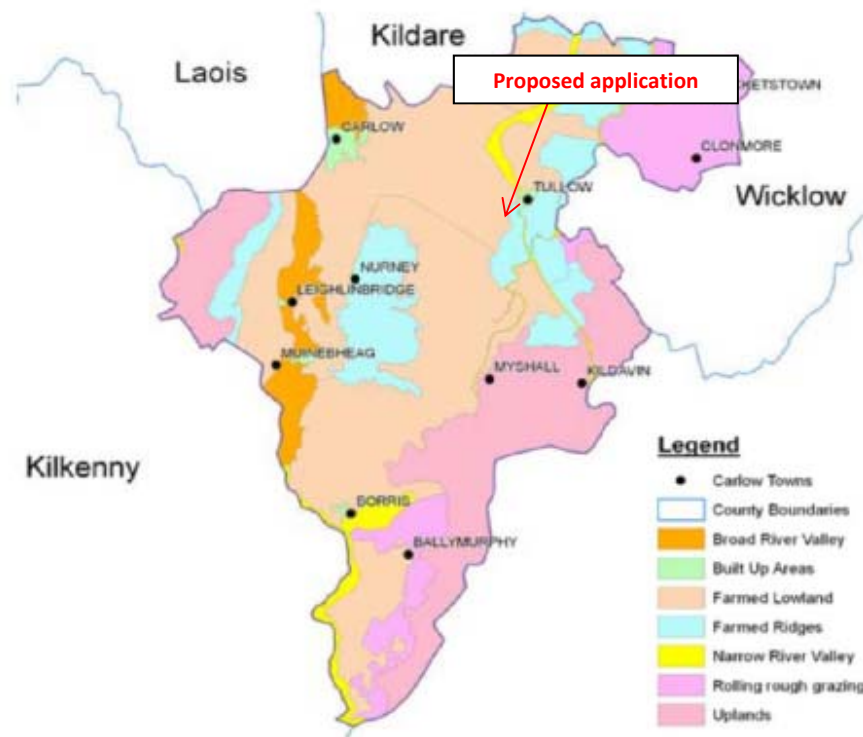 Kildare
Laois
Proposed application
KETSTOWN
CARLOW
CLONMORE
TULLOW
Wicklow
NURNEY
LEIGHLINBRIDGE
MUINEBHEAG
MYSHALL
KILDAVIN
Kilkenny
BORRIS
BALLYMURPHY
Legend
Carlow Towns
County Boundaries
Broad River Valley
Built Up Areas
Farmed Lowland
Farmed Ridges
Narrow River Valley
Rolling rough grazing
Uplands